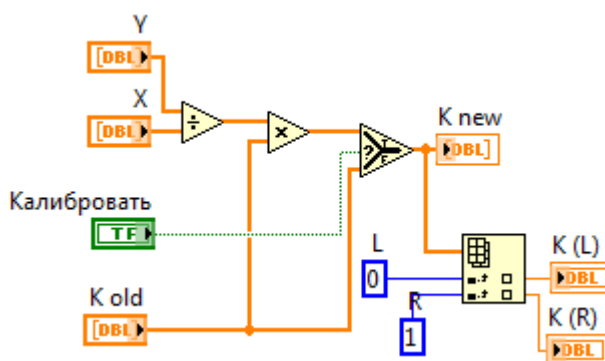 Y
[DBL]
X
[DBL]
÷
×
T
?
F
K new
[DBL]
Калибровать
TF
L
0
K (L)
DBL
K old
[DBL]
R
1
K (R)
DBL